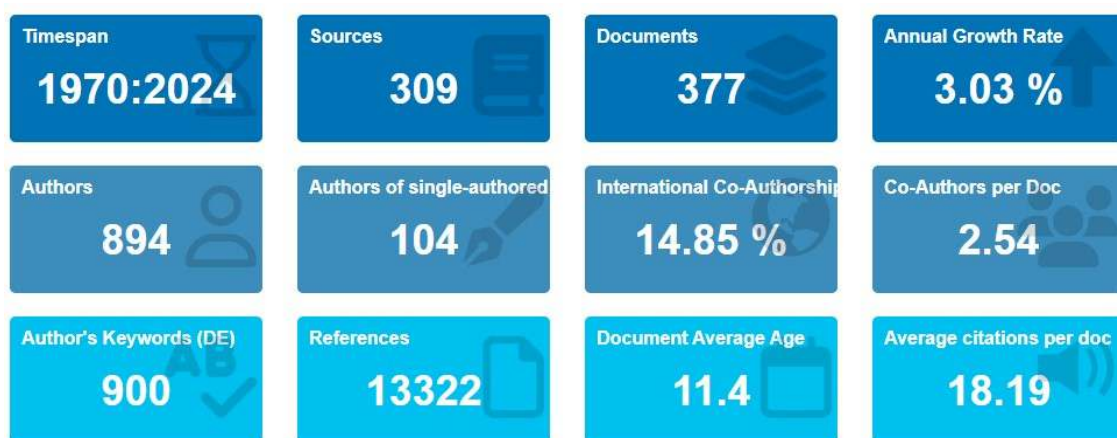 Timespan
1970:2024
Sources
309
Documents
377
Annual Growth Rate
3.03 %
Authors
894
Authors of single-authored
104
International Co-Authorship
14.85 %
Co-Authors per Doc
2.54
Author's Keywords (DE)
AB
900
References
13322
Document Average Age
11.4
Average citations per doc
18.19